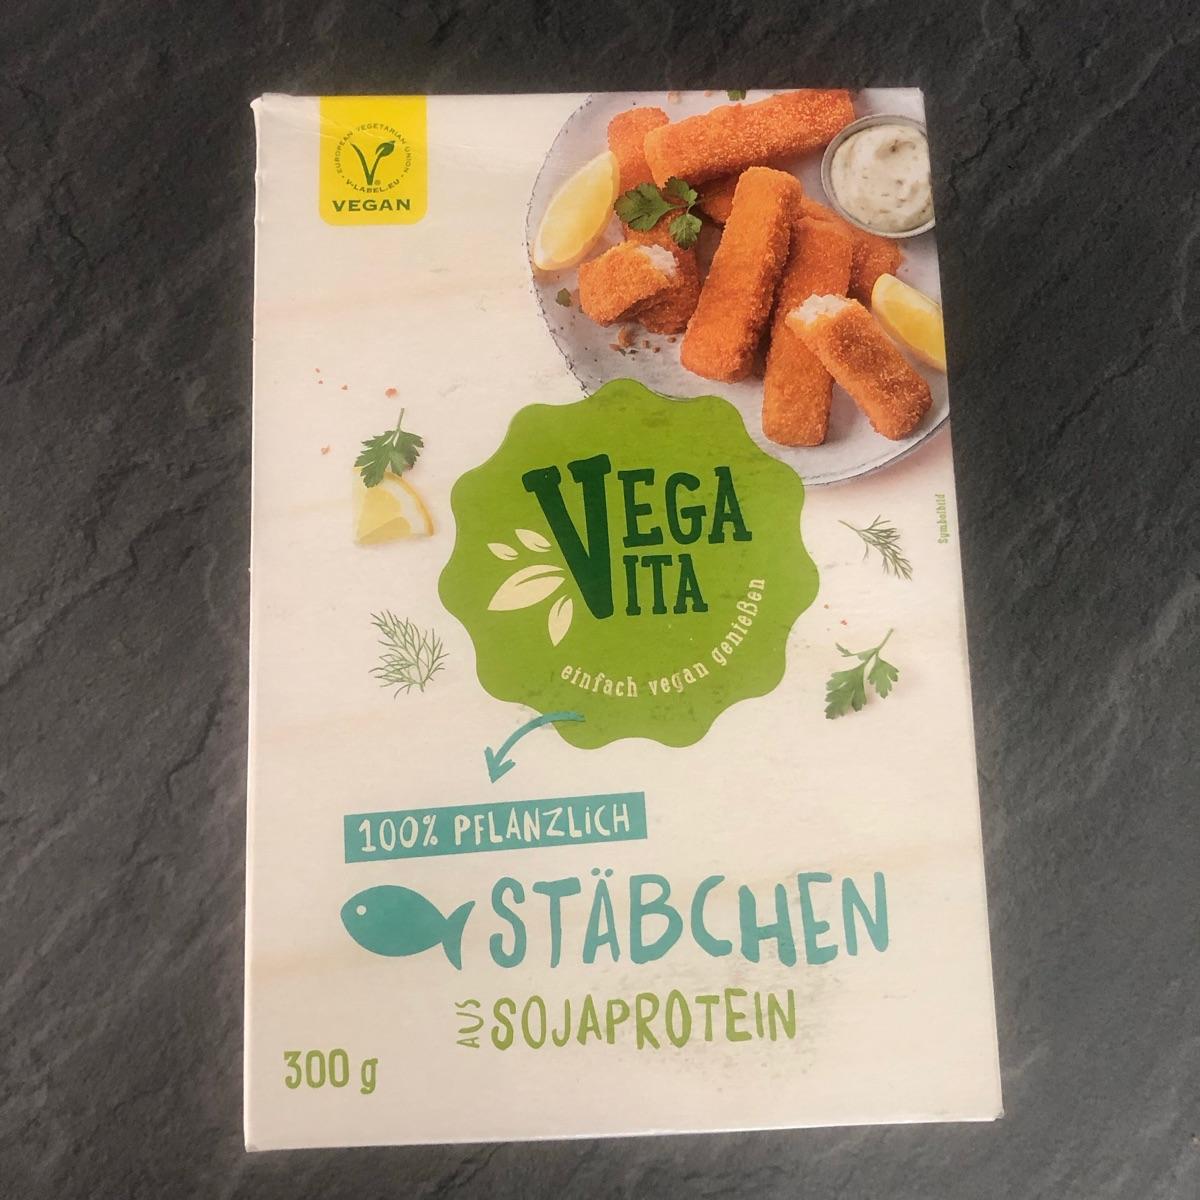 EUROPEAN VEGETARIAN UNION
V-LABEL.EU
VEGAN
VEGA
VITA
einfach vegan genießen
Symbolbild
100% PFLANZLICH
STÄBCHEN
AUS SOJAPROTEIN
300 g